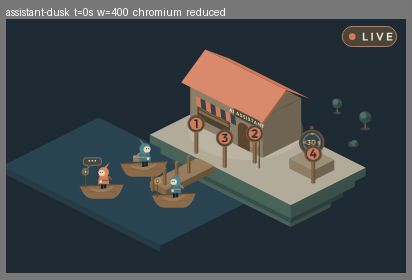 assistant-dusk t=0s w=400 chromium reduced
LIVE
AI ASSISTANT
1
2
3
<30 s
4